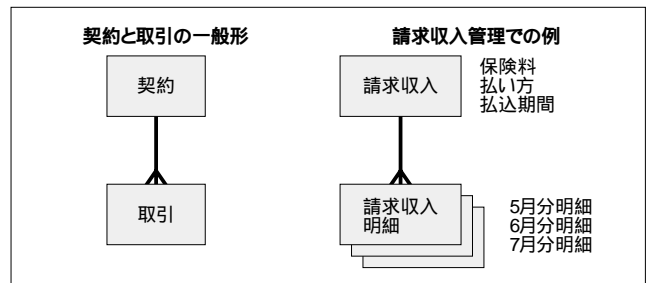 契約と取引の一般形
契約
取引
請求収入管理での例
請求収入
保険料
払い方
払込期間
請求収入
明細
5月分明細
6月分明細
7月分明細